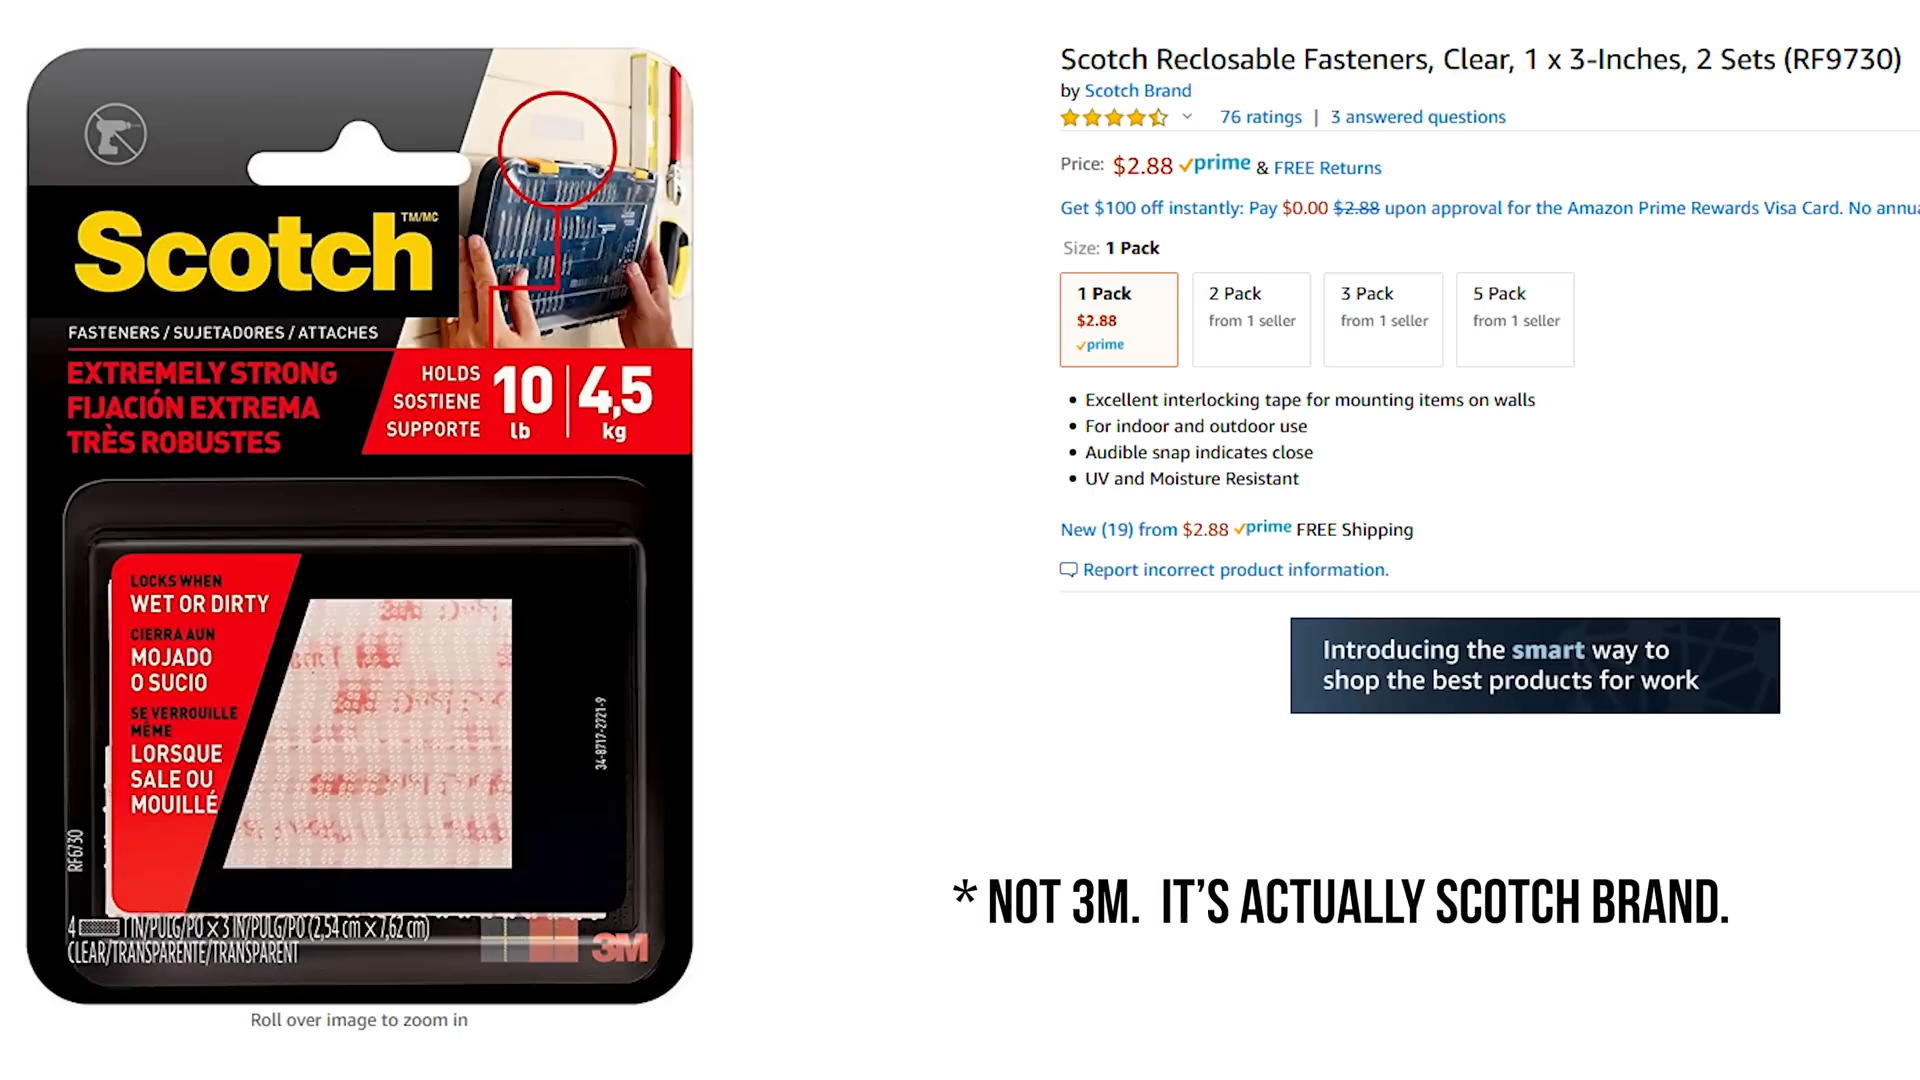 Scotch TM/MC
FASTENERS / SUJETADORES / ATTACHES
EXTREMELY STRONG
FIJACIÓN EXTREMA
TRÈS ROBUSTES
HOLDS
SOSTIENE
SUPPORTE
10 lb
4,5 kg
LOCKS WHEN
WET OR DIRTY
CIERRA AUN
MOJADO
O SUCIO
SE VERROUILLE
MÊME
LORSQUE
SALE OU
MOUILLÉ
34-8717-2721-9
RF6730
4 1 IN/PULG/PO × 3 IN/PULG/PO (2,54 cm × 7,62 cm)
CLEAR/TRANSPARENTE/TRANSPARENT
3M
Roll over image to zoom in
Scotch Reclosable Fasteners, Clear, 1 x 3-Inches, 2 Sets (RF9730)
by Scotch Brand
76 ratings | 3 answered questions
Price: $2.88 prime & FREE Returns
Get $100 off instantly: Pay $0.00 $2.88 upon approval for the Amazon Prime Rewards Visa Card. No annua
Size: 1 Pack
1 Pack
$2.88
prime
2 Pack
from 1 seller
3 Pack
from 1 seller
5 Pack
from 1 seller
• Excellent interlocking tape for mounting items on walls
• For indoor and outdoor use
• Audible snap indicates close
• UV and Moisture Resistant
New (19) from $2.88 prime FREE Shipping
Report incorrect product information.
Introducing the smart way to
shop the best products for work
* NOT 3M. IT'S ACTUALLY SCOTCH BRAND.